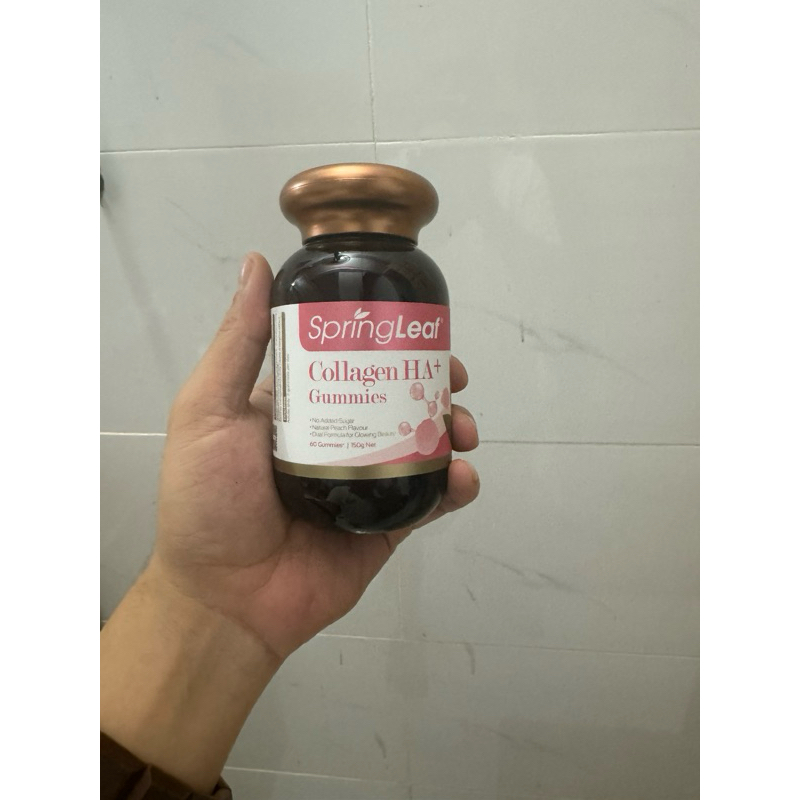 SpringLeaf®
Collagen HA+
Gummies
•No Added Sugar
•Natural Peach Flavour
•Dual Formula for Glowing Beauty
60 Gummies* | 150g Net